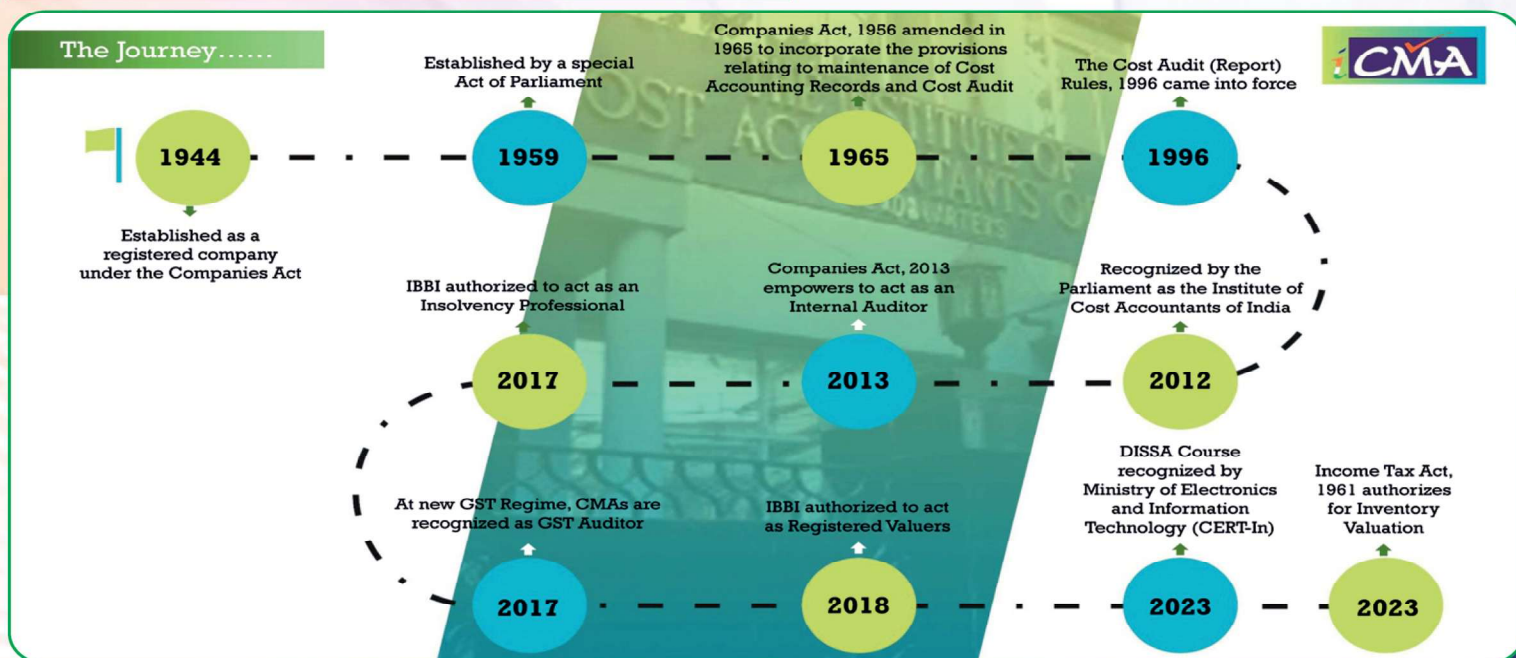 The Journey......
iCMA
1944
Established as a
registered company
under the Companies Act
Established by a special
Act of Parliament
1959
Companies Act, 1956 amended in
1965 to incorporate the provisions
relating to maintenance of Cost
Accounting Records and Cost Audit
1965
The Cost Audit (Report)
Rules, 1996 came into force
1996
OST ACCOUNTANTS OF
INSTITUTE OF
Recognized by the
Parliament as the Institute of
Cost Accountants of India
2012
Companies Act, 2013
empowers to act as an
Internal Auditor
2013
IBBI authorized to act as an
Insolvency Professional
2017
At new GST Regime, CMAs are
recognized as GST Auditor
2017
IBBI authorized to act
as Registered Valuers
2018
DISSA Course
recognized by
Ministry of Electronics
and Information
Technology (CERT-In)
2023
Income Tax Act,
1961 authorizes
for Inventory
Valuation
2023